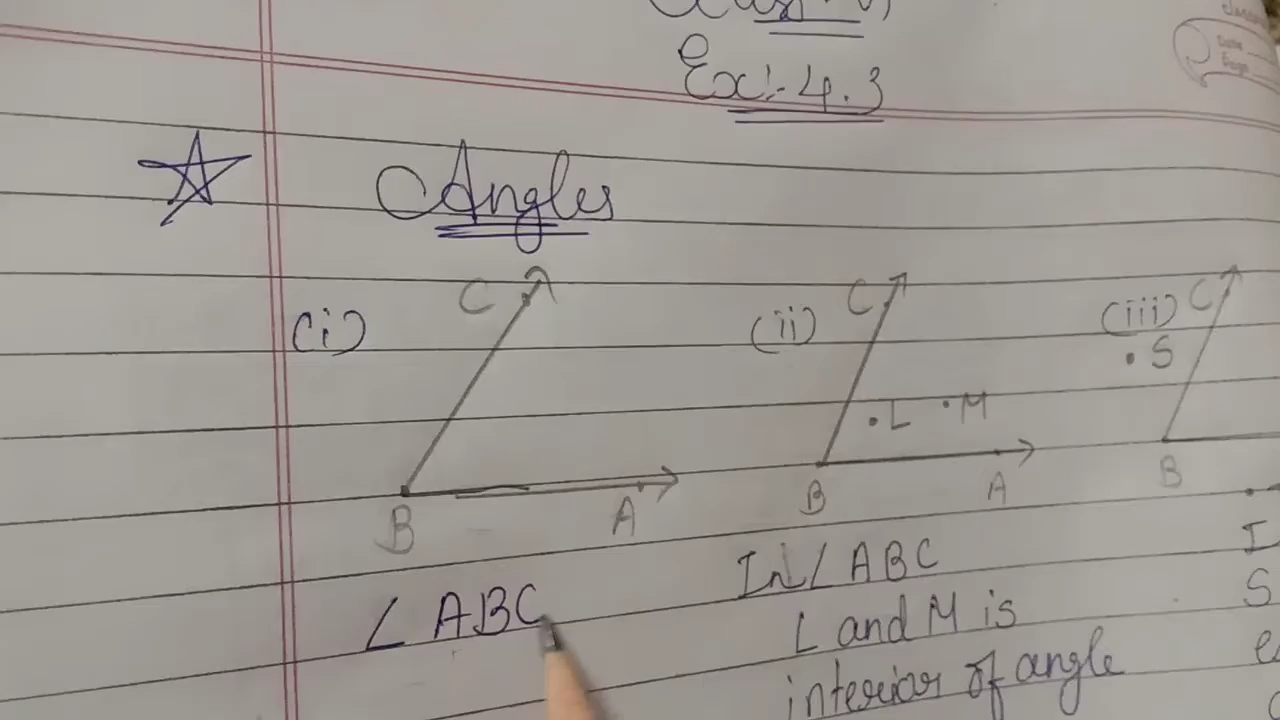 Ex:- 4.3
Angles
(i) C
B A
∠ ABC
(ii) C
. L . M
B A
In ∠ ABC
L and M is
interior of angle
(iii) C
. S
B
I
S